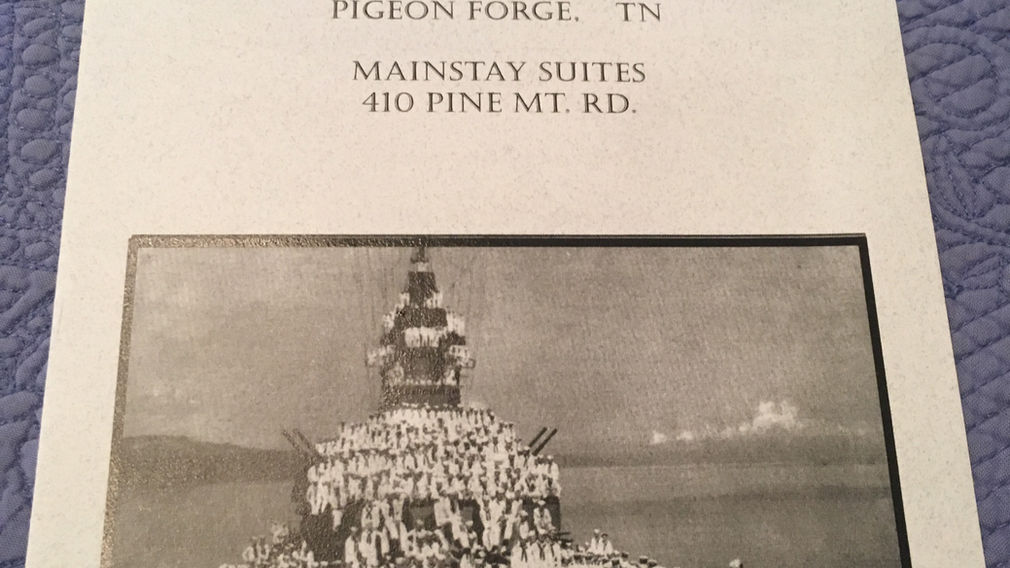 PIGEON FORGE, TN
MAINSTAY SUITES
410 PINE MT. RD.